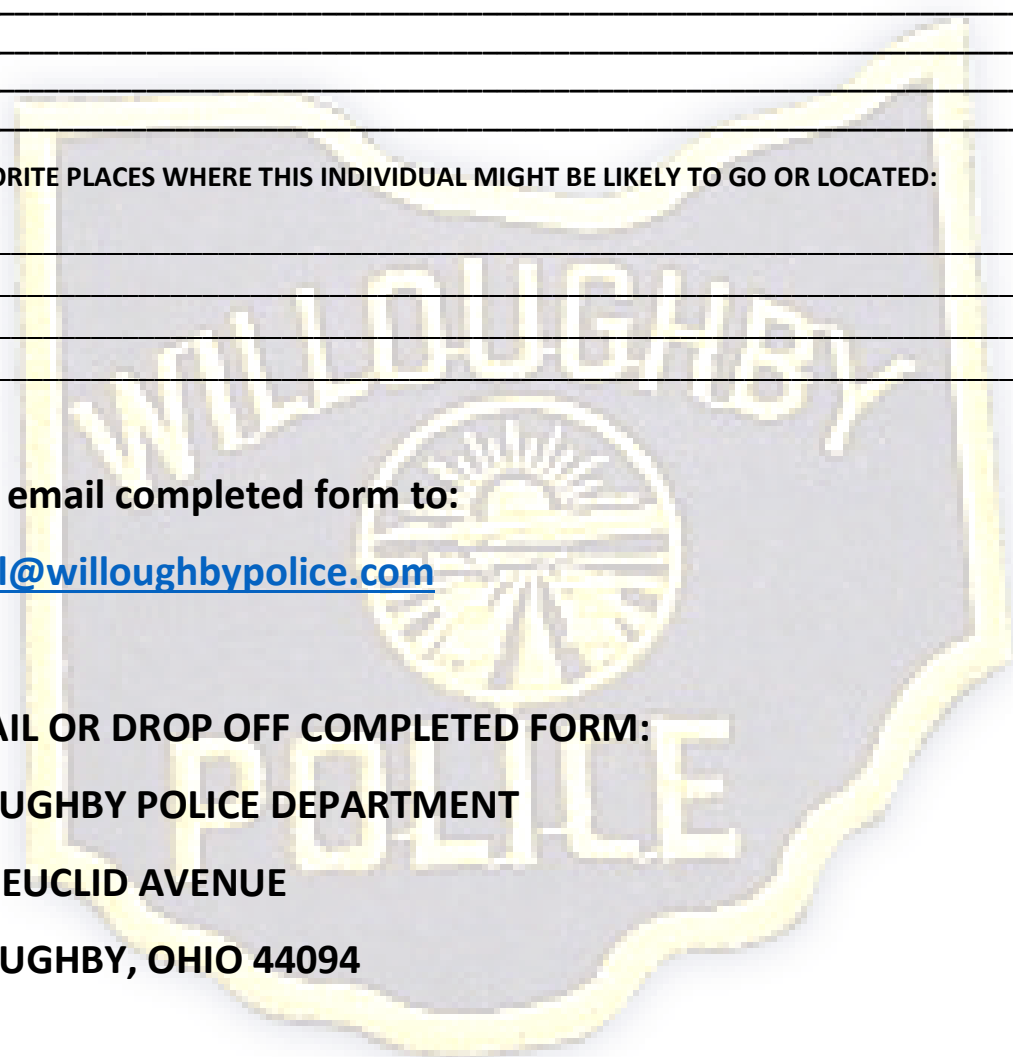 ORITE PLACES WHERE THIS INDIVIDUAL MIGHT BE LIKELY TO GO OR LOCATED:
WILLOUGHBY
email completed form to:
l@willoughbypolice.com
AIL OR DROP OFF COMPLETED FORM:
POLICE
UGHBY POLICE DEPARTMENT
EUCLID AVENUE
UGHBY, OHIO 44094